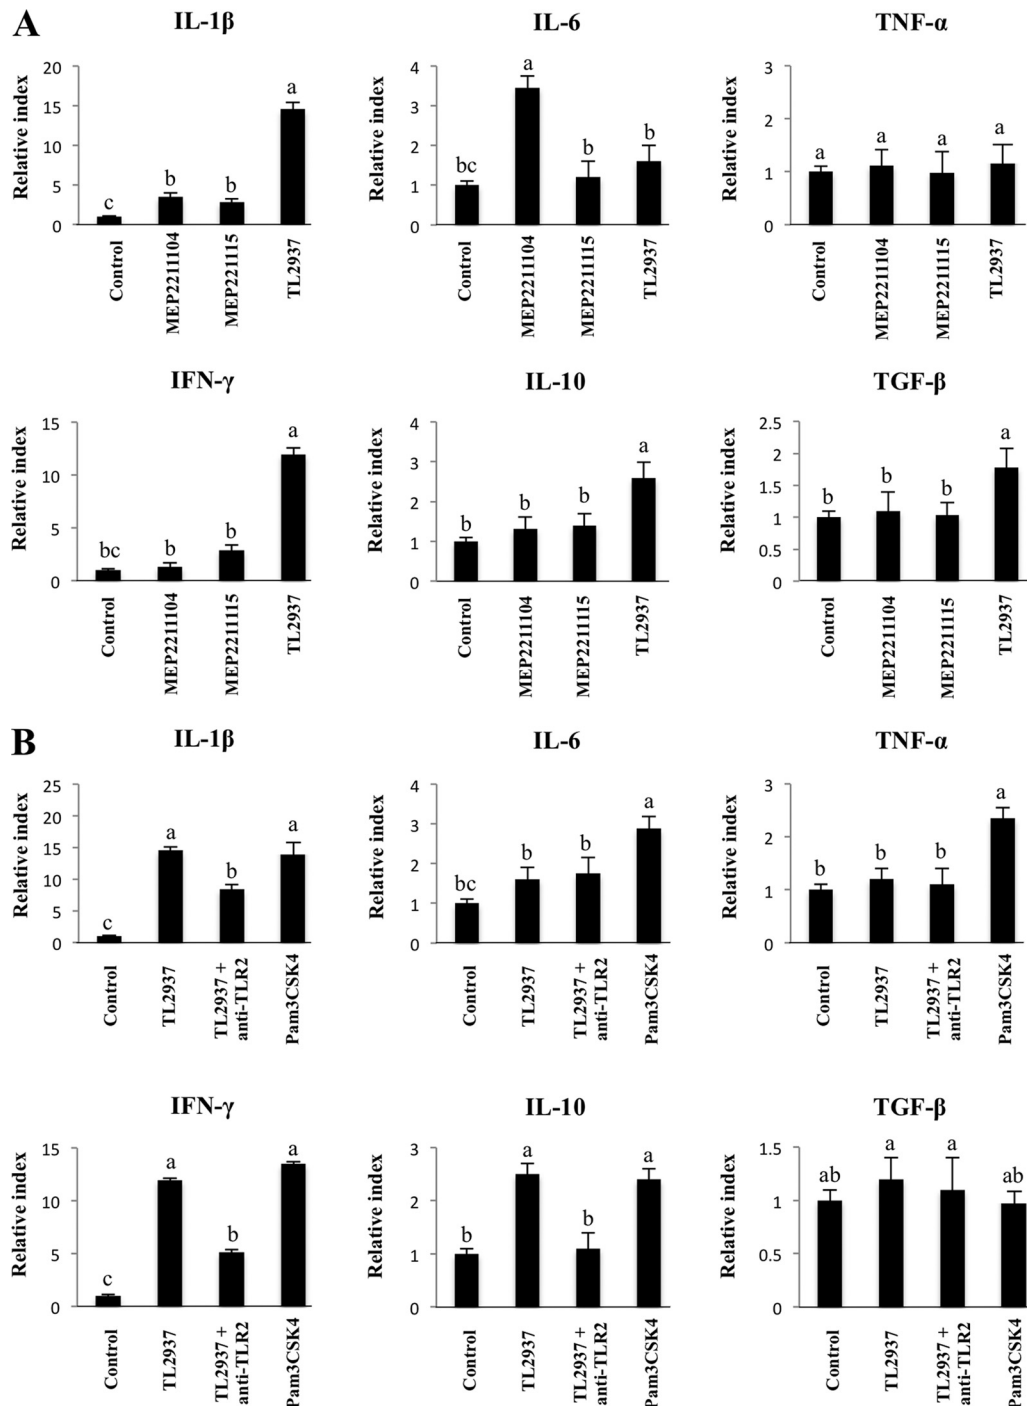 A
IL-1β
Relative index
20
15
10
5
0
c
b
b
a
Control
MEP2211104
MEP221115
TL2937
IL-6
Relative index
4
3
2
1
0
bc
a
b
b
Control
MEP2211104
MEP221115
TL2937
TNF-α
Relative index
3
2
1
0
a
a
a
a
Control
MEP2211104
MEP221115
TL2937
IFN-γ
Relative index
15
10
5
0
bc
b
b
a
Control
MEP2211104
MEP221115
TL2937
IL-10
Relative index
4
3
2
1
0
b
b
b
a
Control
MEP2211104
MEP221115
TL2937
TGF-β
Relative index
2.5
2
1.5
1
0.5
0
b
b
b
a
Control
MEP2211104
MEP221115
TL2937
B
IL-1β
Relative index
25
20
15
10
5
0
c
a
b
a
Control
TL2937
TL2937 +
anti-TLR2
Pam3CSK4
IL-6
Relative index
4
3
2
1
0
bc
b
b
a
Control
TL2937
TL2937 +
anti-TLR2
Pam3CSK4
TNF-α
Relative index
3
2
1
0
b
b
b
a
Control
TL2937
TL2937 +
anti-TLR2
Pam3CSK4
IFN-γ
Relative index
15
10
5
0
c
a
b
a
Control
TL2937
TL2937 +
anti-TLR2
Pam3CSK4
IL-10
Relative index
3
2
1
0
b
a
b
a
Control
TL2937
TL2937 +
anti-TLR2
Pam3CSK4
TGF-β
Relative index
1.5
1
0.5
0
ab
a
a
ab
Control
TL2937
TL2937 +
anti-TLR2
Pam3CSK4